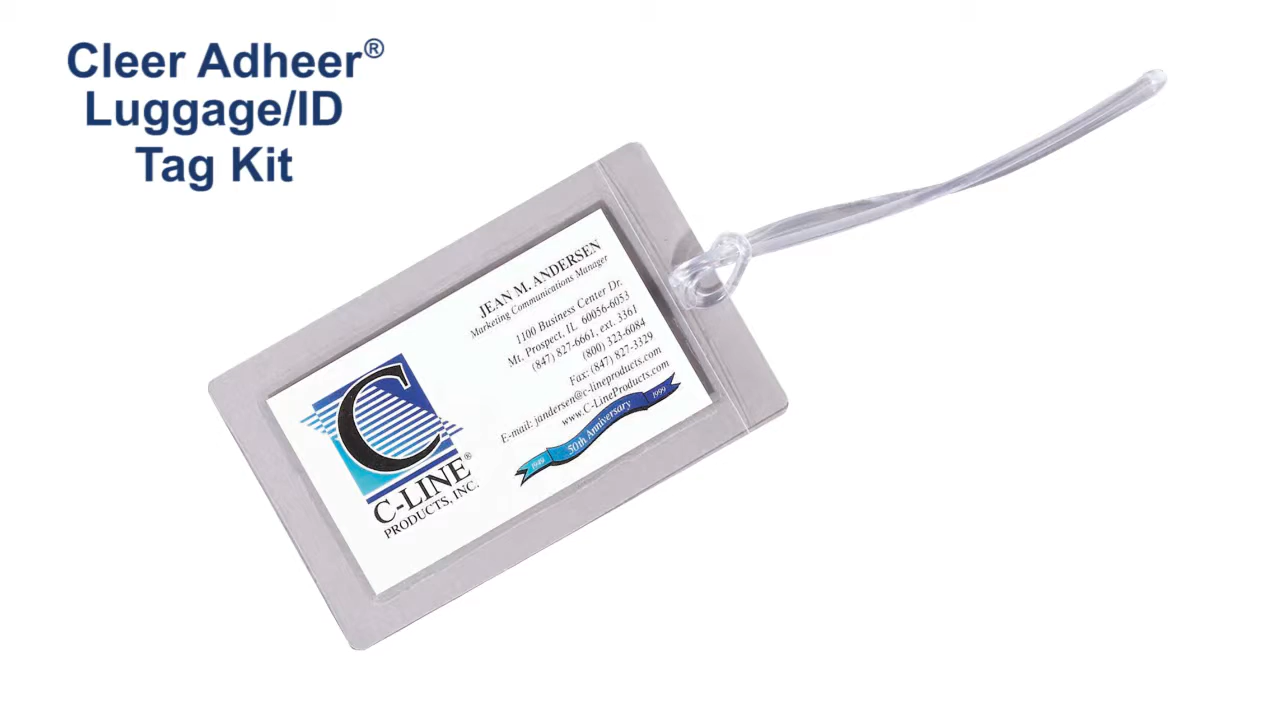 Cleer Adheer®
Luggage/ID
Tag Kit
JEAN M. ANDERSEN
Marketing Communications Manager
1100 Business Center Dr.
Mt. Prospect, IL 60056-6053
(847) 827-6661, ext. 3361
(800) 323-6084
Fax: (847) 827-3329
E-mail: jandersen@c-lineproducts.com
www.C-LineProducts.com
1949 50th Anniversary 1999
C
C-LINE®
PRODUCTS, INC.